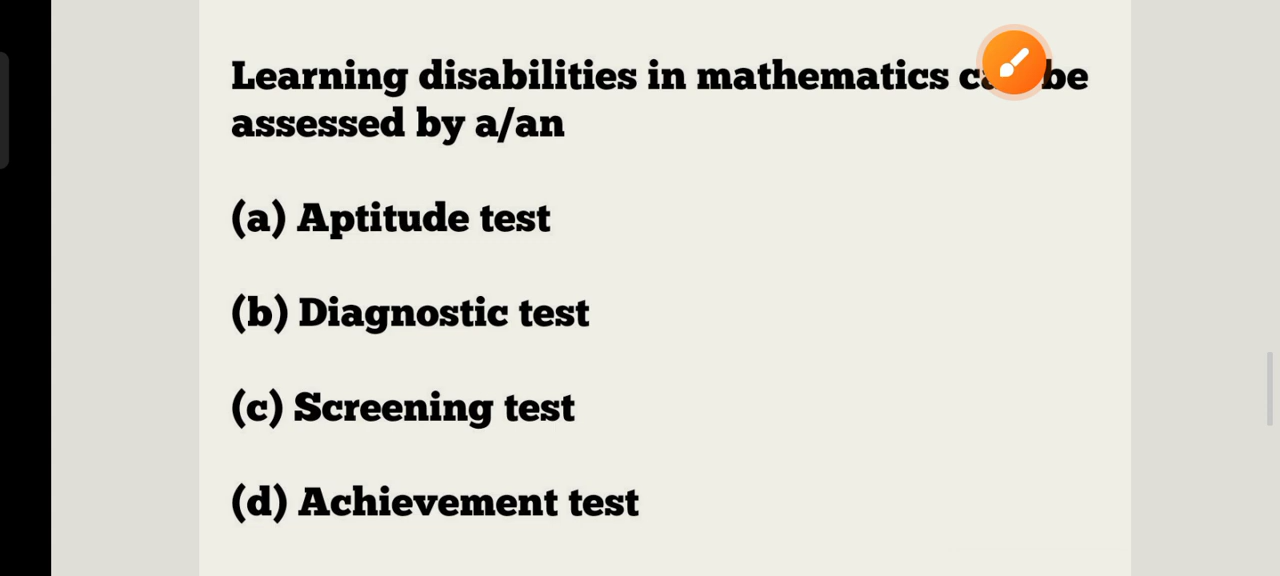 Learning disabilities in mathematics be
assessed by a/an
(a) Aptitude test
(b) Diagnostic test
(c) Screening test
(d) Achievement test